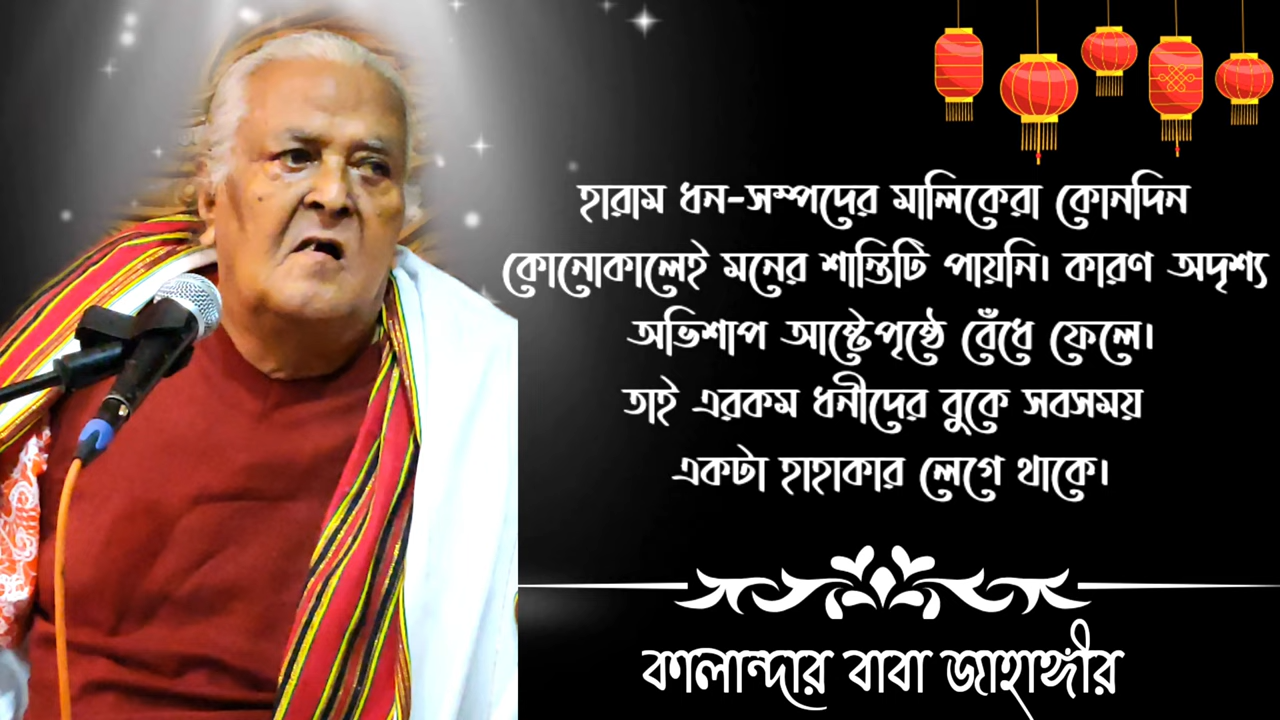 হারাম ধন-সম্পদের মালিকেরা কোনদিন
কোনোকালেই মনের শান্তিটি পায়নি। কারণ অদৃশ্য
অভিশাপ আষ্টেপৃষ্ঠে বেঁধে ফেলে।
তাই এরকম ধনীদের বুকে সবসময়
একটা হাহাকার লেগে থাকে।
কালান্দার বাবা জাহাঙ্গীর